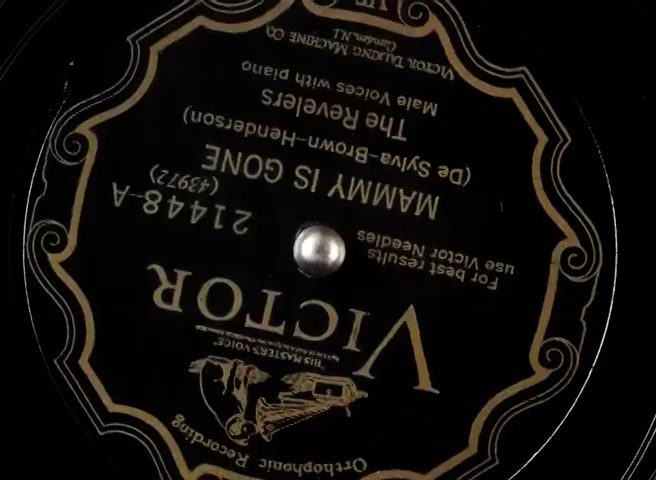 Orthophonic Recording
"HIS MASTER'S VOICE"
VICTOR
For best results
use Victor Needles
21448-A
(43972)
MAMMY IS GONE
(De Sylva-Brown-Henderson)
The Revelers
Male Voices with piano
VICTOR TALKING MACHINE CO.
Camden, N.J.